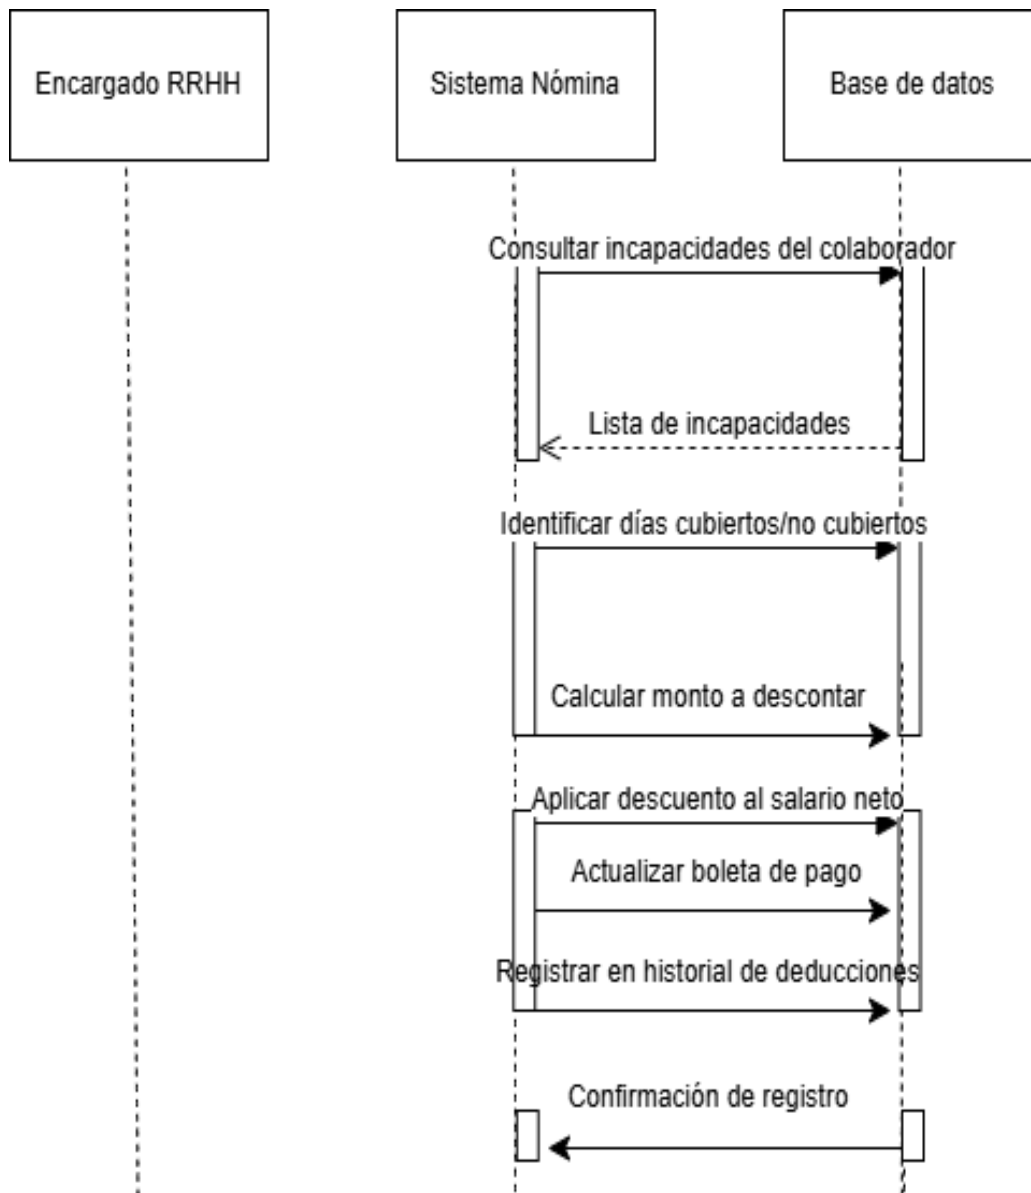 Encargado RRHH
Sistema Nómina
Base de datos
Consultar incapacidades del colaborador
Lista de incapacidades
Identificar días cubiertos/no cubiertos
Calcular monto a descontar
Aplicar descuento al salario neto
Actualizar boleta de pago
Registrar en historial de deducciones
Confirmación de registro